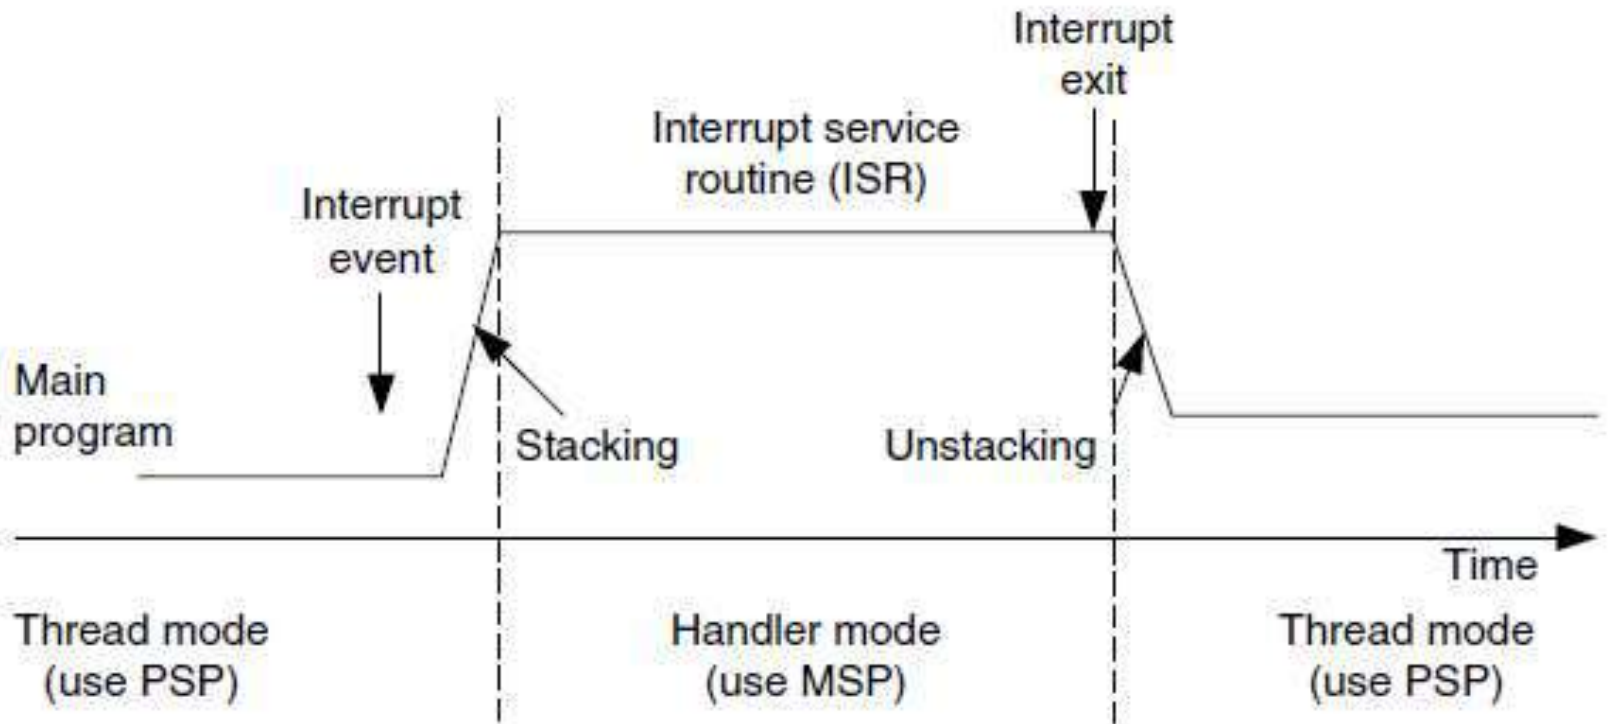 Interrupt
exit
Interrupt service
routine (ISR)
Interrupt
event
Main
program
Stacking
Unstacking
Time
Thread mode
(use PSP)
Handler mode
(use MSP)
Thread mode
(use PSP)